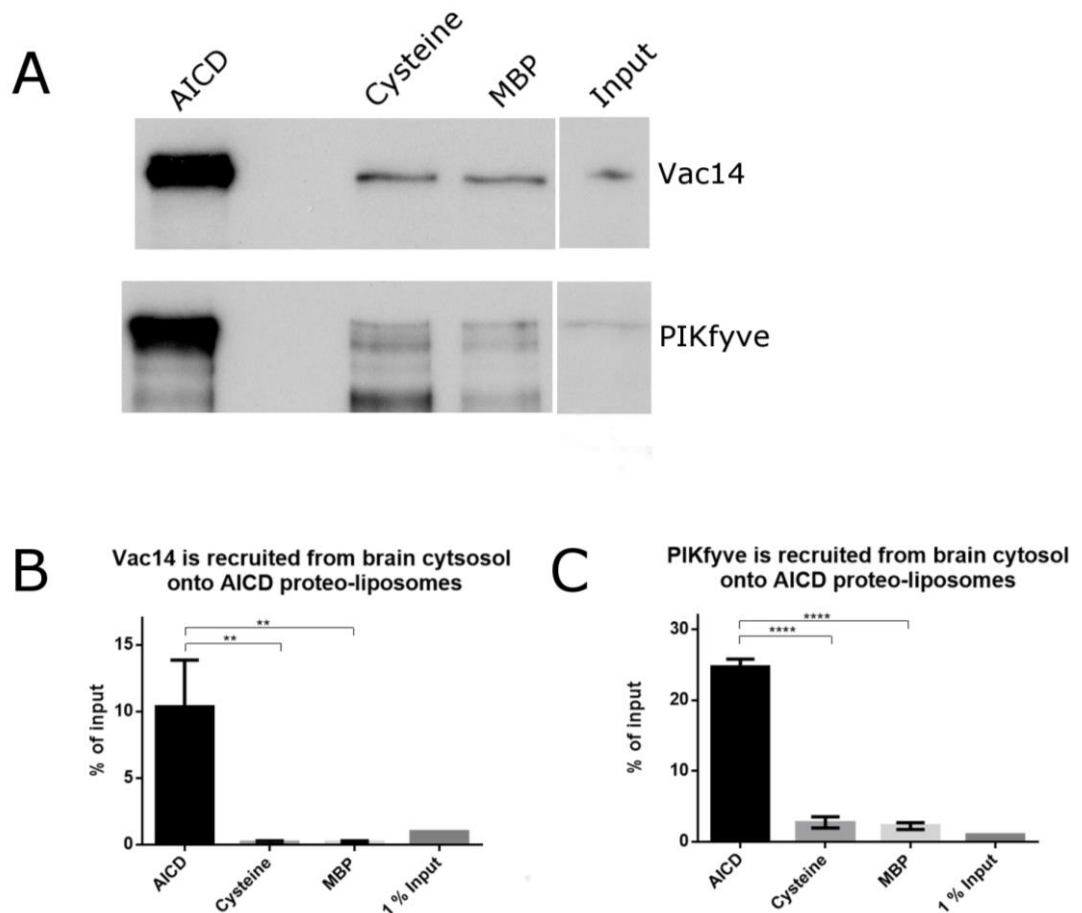 A
AICD
Cysteine
MBP
Input
Vac14
PIKfyve
B
Vac14 is recruited from brain cytsosol
onto AICD proteo-liposomes
**
**
15
10
5
0
% of input
AICD
Cysteine
MBP
1 % Input
C
PIKfyve is recruited from brain cytosol
onto AICD proteo-liposomes
****
****
30
20
10
0
% of input
AICD
Cysteine
MBP
1 % Input